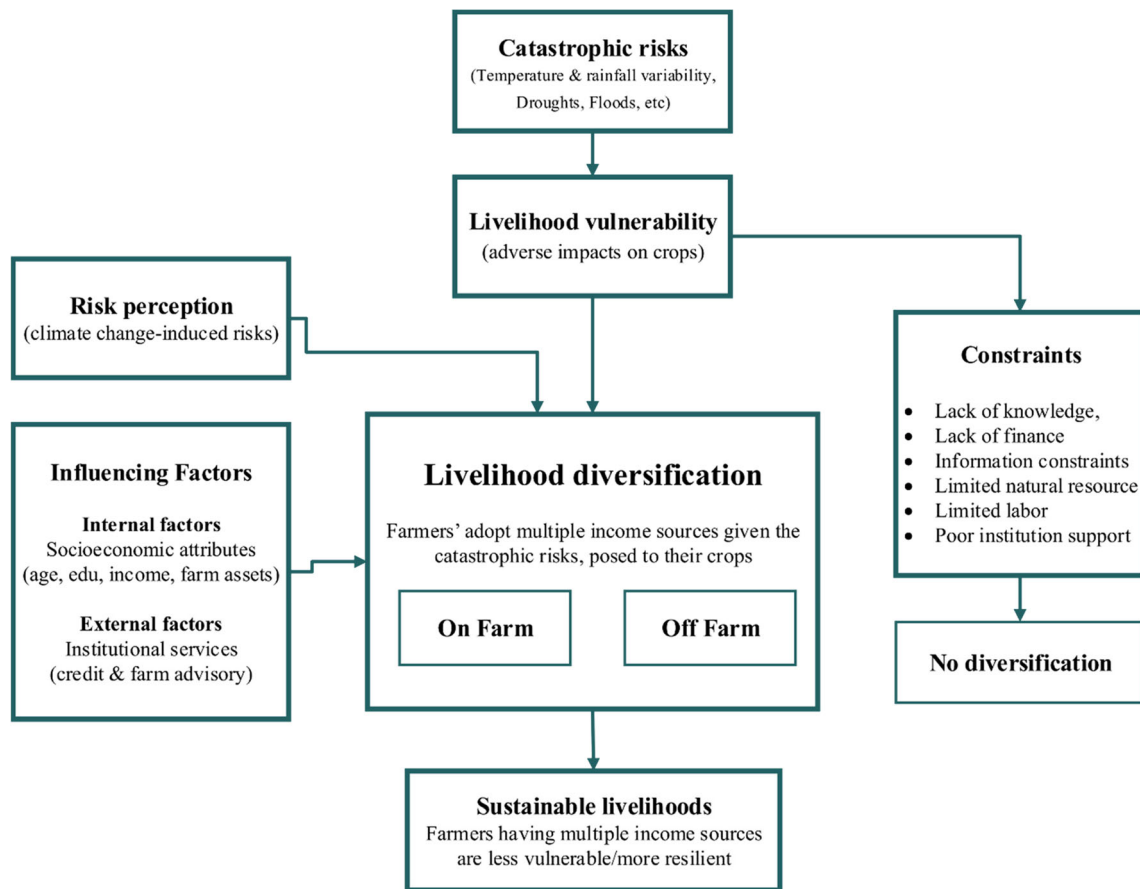 Catastrophic risks
(Temperature & rainfall variability,
Droughts, Floods, etc)
Livelihood vulnerability
(adverse impacts on crops)
Risk perception
(climate change-induced risks)
Constraints
• Lack of knowledge,
• Lack of finance
• Information constraints
• Limited natural resource
• Limited labor
• Poor institution support
Influencing Factors
Internal factors
Socioeconomic attributes
(age, edu, income, farm assets)
External factors
Institutional services
(credit & farm advisory)
Livelihood diversification
Farmers’ adopt multiple income sources given the
catastrophic risks, posed to their crops
On Farm
Off Farm
No diversification
Sustainable livelihoods
Farmers having multiple income sources
are less vulnerable/more resilient